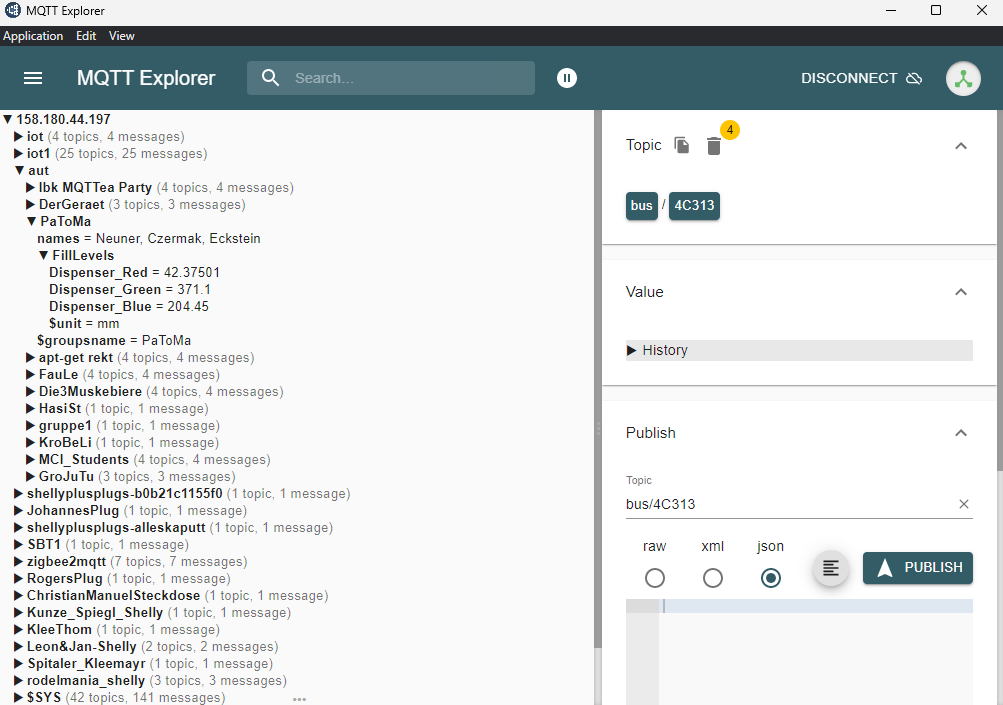 MQTT Explorer
Application Edit View
MQTT Explorer
Search...
DISCONNECT
158.180.44.197
iot (4 topics, 4 messages)
iot1 (25 topics, 25 messages)
aut
Ibk MQTTea Party (4 topics, 4 messages)
DerGeraet (3 topics, 3 messages)
PaToMa
names = Neuner, Czermak, Eckstein
FillLevels
Dispenser_Red = 42.37501
Dispenser_Green = 371.1
Dispenser_Blue = 204.45
$unit = mm
$groupsname = PaToMa
apt-get rekt (4 topics, 4 messages)
FauLe (4 topics, 4 messages)
Die3Muskebiere (4 topics, 4 messages)
HasiSt (1 topic, 1 message)
gruppe1 (1 topic, 1 message)
KroBeLi (1 topic, 1 message)
MCI_Students (4 topics, 4 messages)
GroJuTu (3 topics, 3 messages)
shellyplusplugs-b0b21c1155f0 (1 topic, 1 message)
JohannesPlug (1 topic, 1 message)
shellyplusplugs-alleskaputt (1 topic, 1 message)
SBT1 (1 topic, 1 message)
zigbee2mqtt (7 topics, 7 messages)
RogersPlug (1 topic, 1 message)
ChristianManuelSteckdose (1 topic, 1 message)
Kunze_Spiegl_Shelly (1 topic, 1 message)
KleeThom (1 topic, 1 message)
Leon&Jan-Shelly (2 topics, 2 messages)
Spitaler_Kleemayr (1 topic, 1 message)
rodelmania_shelly (3 topics, 3 messages)
$SYS (42 topics, 141 messages)
Topic 4
bus / 4C313
Value
History
Publish
Topic
bus/4C313
raw xml json
PUBLISH